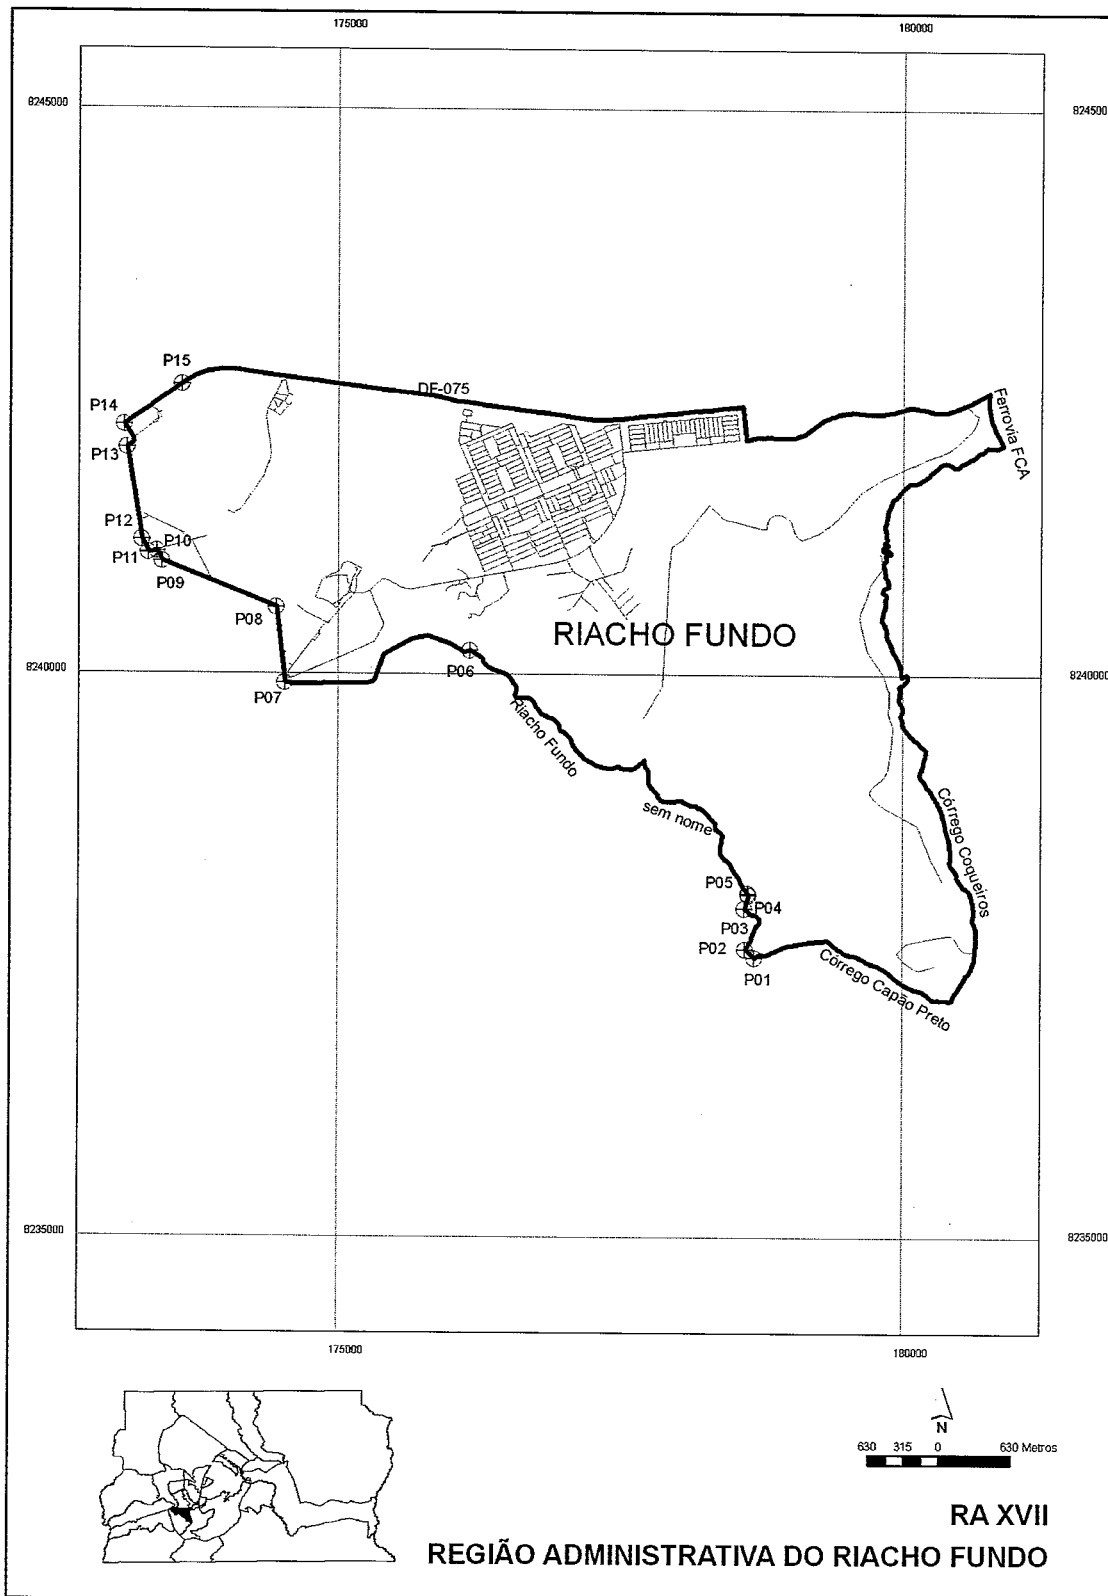 175000
180000
8245000
8245000
P15
DF-075
P14
Ferrovia FCA
P13
P12
P10
P11
P09
P08
RIACHO FUNDO
P06
8240000
8240000
P07
Riacho Fundo
sem nome
Córrego Coqueiros
P05
P04
P03
P02
P01
Córrego Capão Preto
8235000
8235000
175000
180000
N
630 315 0 630 Metros
RA XVII
REGIÃO ADMINISTRATIVA DO RIACHO FUNDO